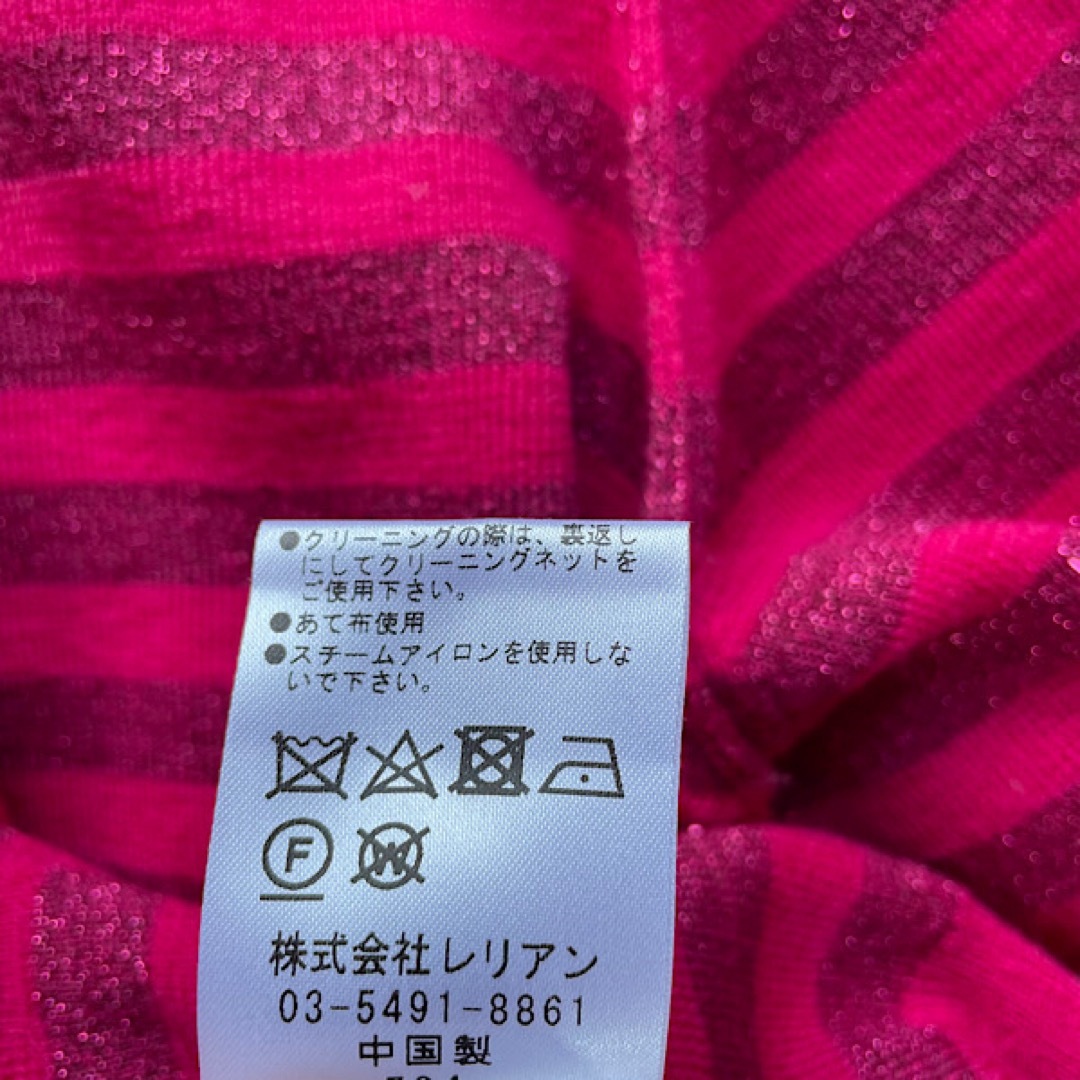 ●クリーニングの際は、裏返し
にしてクリーニングネットを
ご使用下さい。
●あて布使用
●スチームアイロンを使用しな
いで下さい。
F W
株式会社レリアン
03-5491-8861
中国製